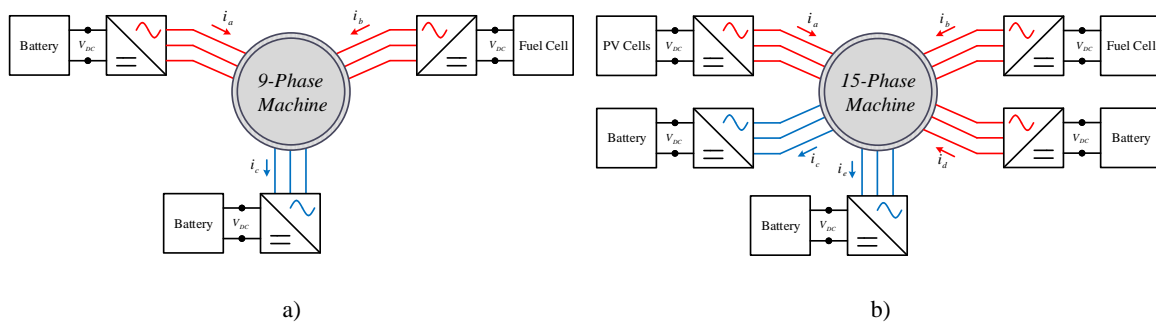 i_a
i_b
Battery
V_DC
9-Phase
Machine
V_DC
Fuel Cell
i_c
Battery
V_DC
a)
i_a
i_b
PV Cells
V_DC
15-Phase
Machine
V_DC
Fuel Cell
Battery
V_DC
i_c
i_e
i_d
V_DC
Battery
Battery
V_DC
b)